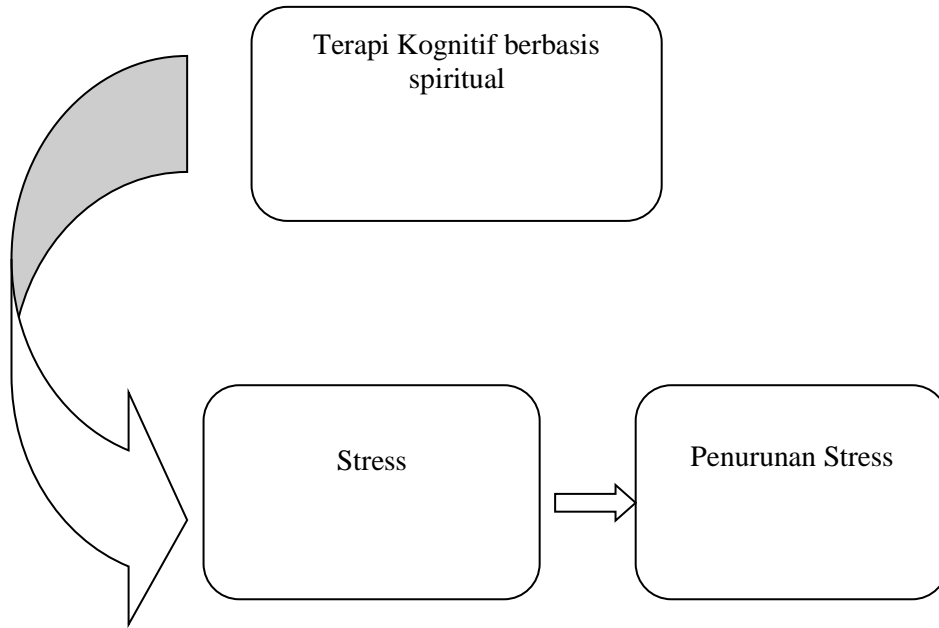 Terapi Kognitif berbasis
spiritual
Stress
Penurunan Stress